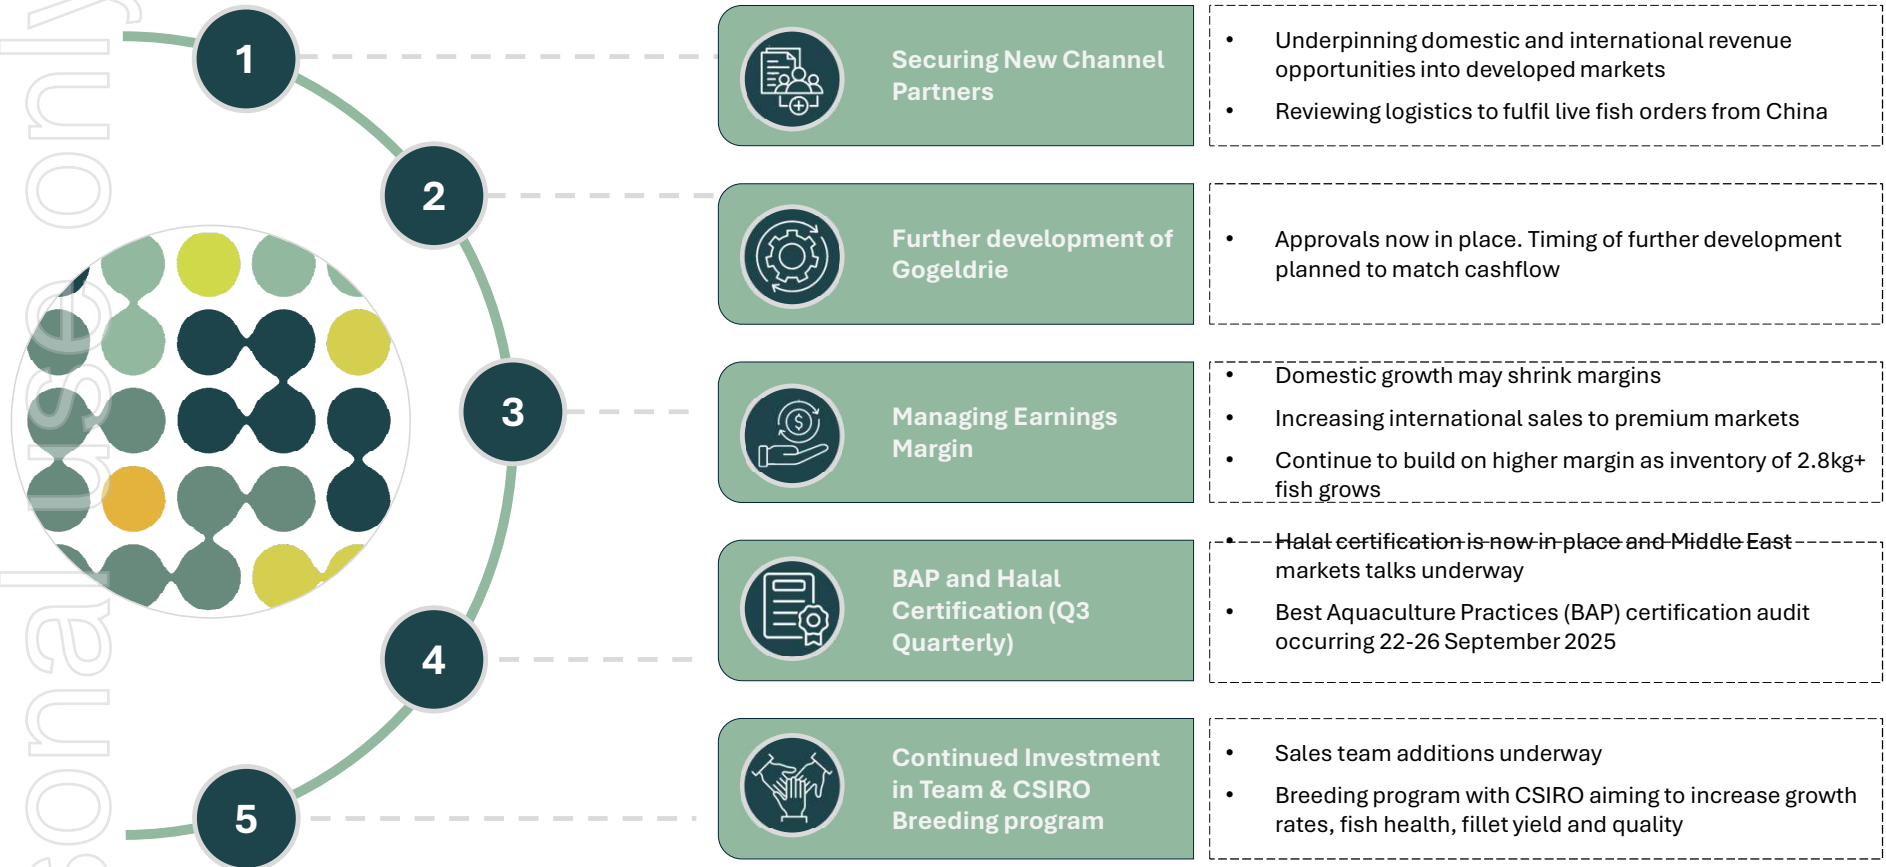 sonal use only
1
Securing New Channel
Partners
• Underpinning domestic and international revenue
opportunities into developed markets
• Reviewing logistics to fulfil live fish orders from China
2
Further development of
Gogeldrie
• Approvals now in place. Timing of further development
planned to match cashflow
3
Managing Earnings
Margin
• Domestic growth may shrink margins
• Increasing international sales to premium markets
• Continue to build on higher margin as inventory of 2.8kg+
fish grows
4
BAP and Halal
Certification (Q3
Quarterly)
• Halal certification is now in place and Middle East
markets talks underway
• Best Aquaculture Practices (BAP) certification audit
occurring 22-26 September 2025
5
Continued Investment
in Team & CSIRO
Breeding program
• Sales team additions underway
• Breeding program with CSIRO aiming to increase growth
rates, fish health, fillet yield and quality